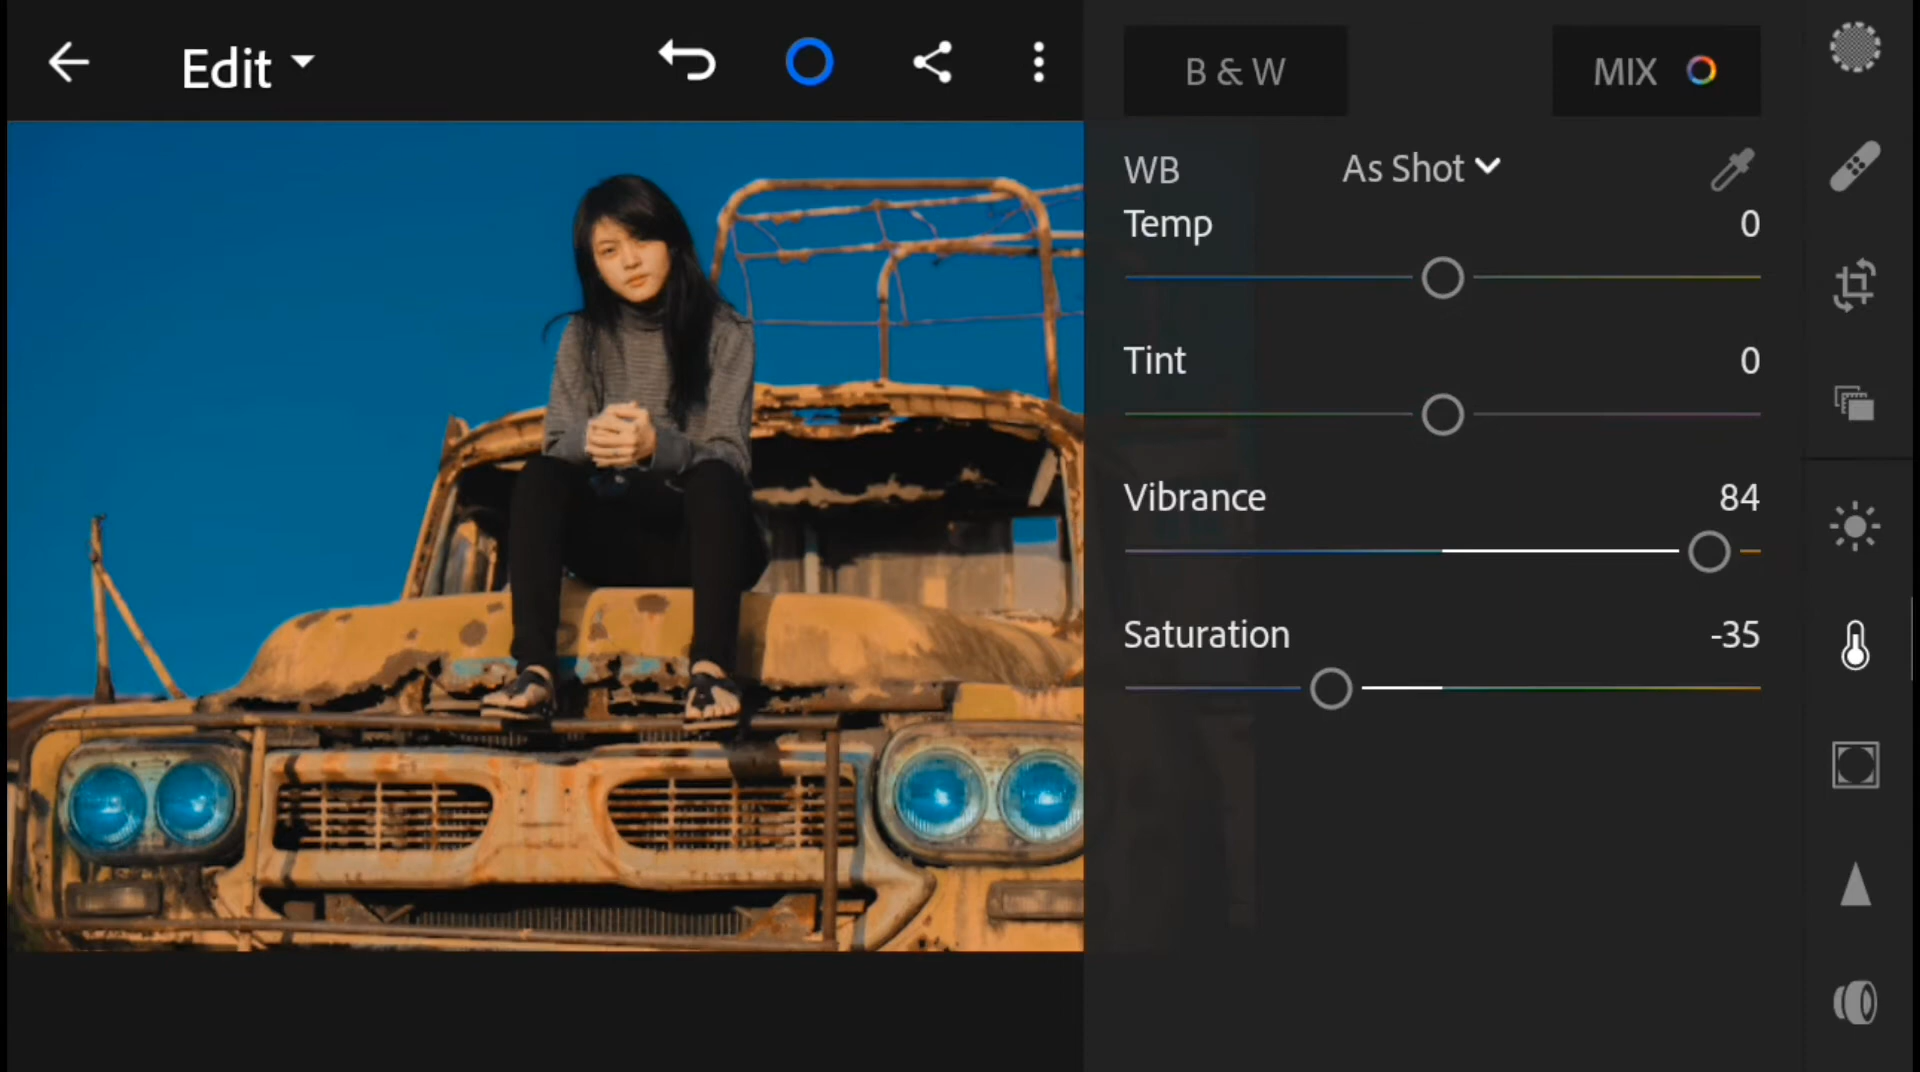 Edit
B & W
MIX
WB As Shot
Temp 0
Tint 0
Vibrance 84
Saturation -35